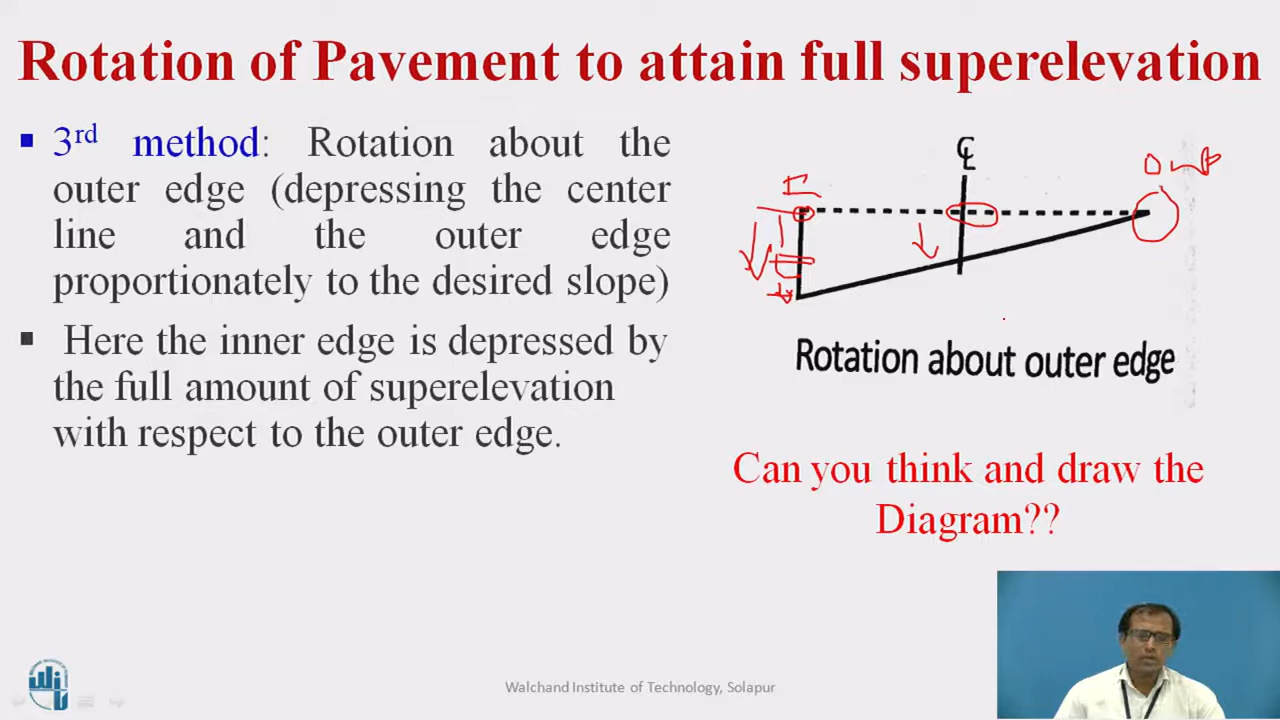 Rotation of Pavement to attain full superelevation
▪ 3rd method: Rotation about the
outer edge (depressing the center
line and the outer edge
proportionately to the desired slope)
▪ Here the inner edge is depressed by
the full amount of superelevation
with respect to the outer edge.
℄
I
Rotation about outer edge
Can you think and draw the
Diagram??
Walchand Institute of Technology, Solapur